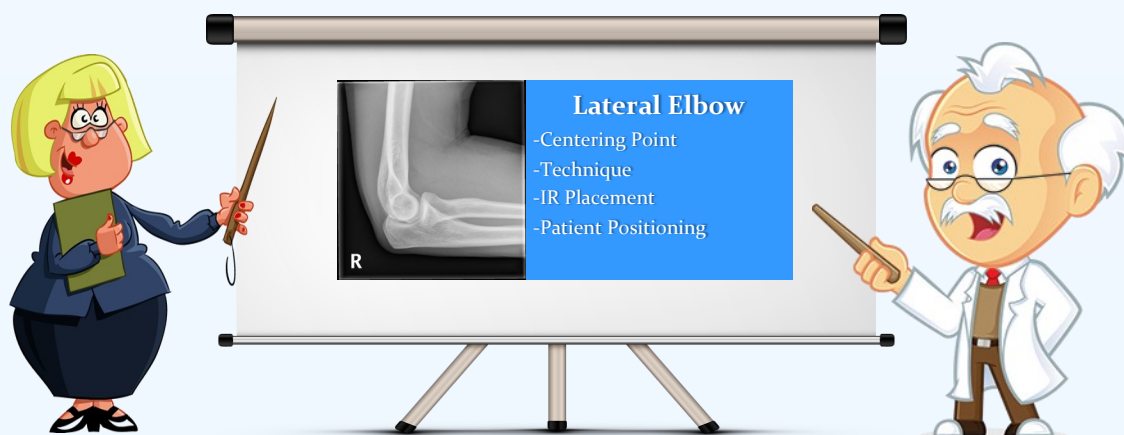 Lateral Elbow
-Centering Point
-Technique
-IR Placement
-Patient Positioning
R